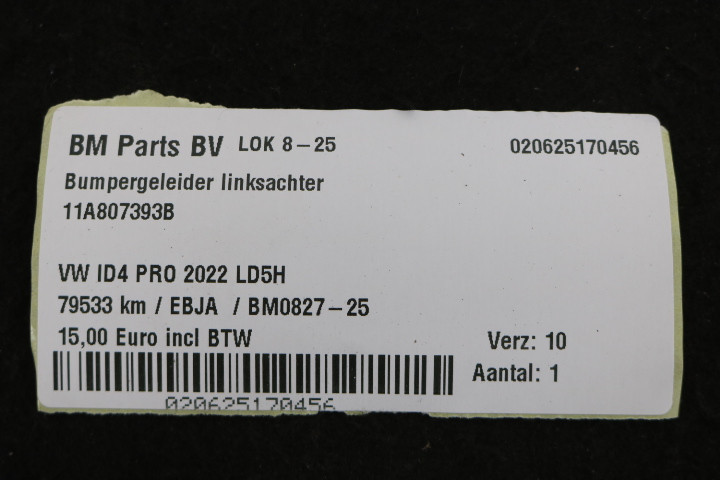 BM Parts BV LOK 8-25 020625170456
Bumpergeleider linksachter
11A807393B
VW ID4 PRO 2022 LD5H
79533 km / EBJA / BM0827-25
15,00 Euro incl BTW Verz: 10
Aantal: 1
020625170456